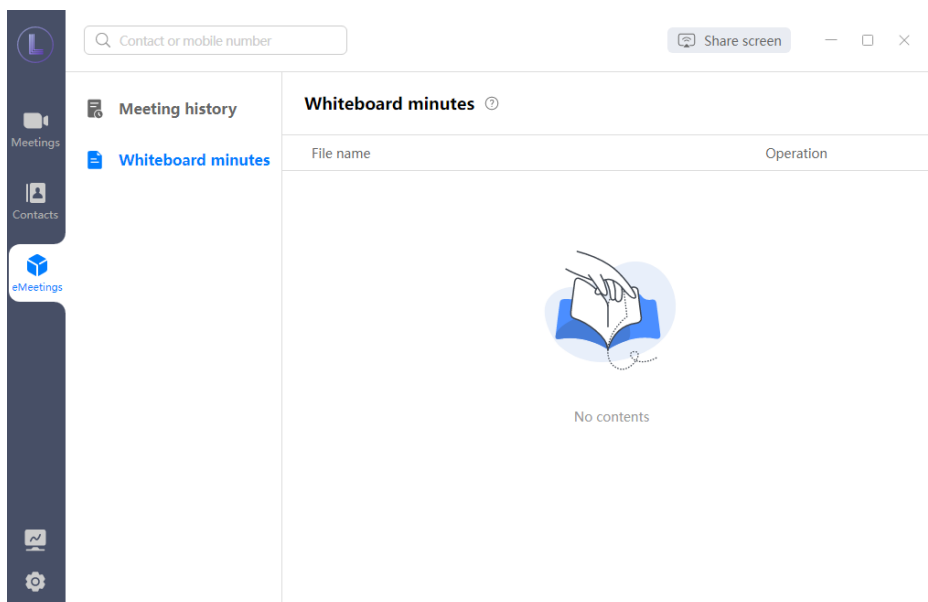 L
Contact or mobile number
Share screen
Meetings
Contacts
eMeetings
Meeting history
Whiteboard minutes
Whiteboard minutes ?
File name Operation
No contents